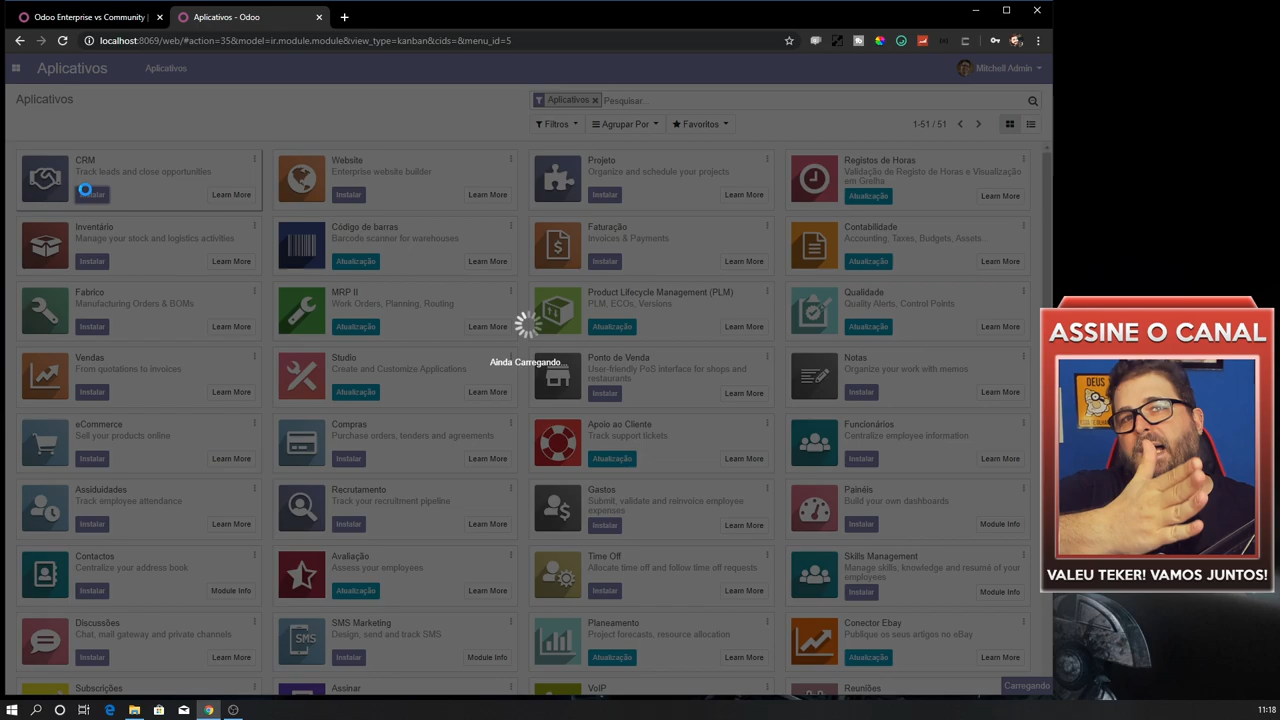 Odoo Enterprise vs Community |
Aplicativos - Odoo
localhost:8069/web/#action=35&model=ir.module.module&view_type=kanban&cids=&menu_id=5
Aplicativos
Aplicativos
Mitchell Admin
Aplicativos
Aplicativos
Pesquisar...
Filtros
Agrupar Por
Favoritos
1-51 / 51
CRM
Track leads and close opportunities
Learn More
Website
Enterprise website builder
Instalar
Learn More
Projeto
Organize and schedule your projects
Instalar
Learn More
Registos de Horas
Validação de Registo de Horas e Visualização
em Grelha
Atualização
Learn More
Inventário
Manage your stock and logistics activities
Instalar
Learn More
Código de barras
Barcode scanner for warehouses
Atualização
Learn More
Faturação
Invoices & Payments
Instalar
Learn More
Contabilidade
Accounting, Taxes, Budgets, Assets..
Atualização
Learn More
Fabrico
Manufacturing Orders & BOMs
Instalar
Learn More
MRP II
Work Orders, Planning, Routing
Atualização
Learn More
Product Lifecycle Management (PLM)
PLM, ECOs, Versions
Atualização
Learn More
Qualidade
Quality Alerts, Control Points
Atualização
Learn More
Ainda Carregando...
Vendas
From quotations to invoices
Instalar
Learn More
Studio
Create and Customize Applications
Atualização
Learn More
Ponto de Venda
User-friendly PoS interface for shops and
restaurants
Instalar
Learn More
Notas
Organize your work with memos
Instalar
Learn More
eCommerce
Sell your products online
Instalar
Learn More
Compras
Purchase orders, tenders and agreements
Instalar
Learn More
Apoio ao Cliente
Track support tickets
Atualização
Learn More
Funcionários
Centralize employee information
Instalar
Learn More
Assiduidades
Track employee attendance
Instalar
Learn More
Recrutamento
Track your recruitment pipeline
Instalar
Learn More
Gastos
Submit, validate and reinvoice employee
expenses
Instalar
Learn More
Painéis
Build your own dashboards
Instalar
Module Info
Contactos
Centralize your address book
Instalar
Module Info
Avaliação
Assess your employees
Atualização
Learn More
Time Off
Allocate time off and follow time off requests
Instalar
Learn More
Skills Management
Manage skills, knowledge and resumé of your
employees
Instalar
Module Info
Discussões
Chat, mail gateway and private channels
Instalar
Learn More
SMS Marketing
Design, send and track SMS
SMS
Instalar
Module Info
Planeamento
Project forecasts, resource allocation
Atualização
Learn More
Conector Ebay
Publique os seus artigos no eBay
Atualização
Learn More
Subscrições
Assinar
VoIP
Reuniões
Carregando
ASSINE O CANAL
DEUS
VALEU TEKER! VAMOS JUNTOS!
11:18